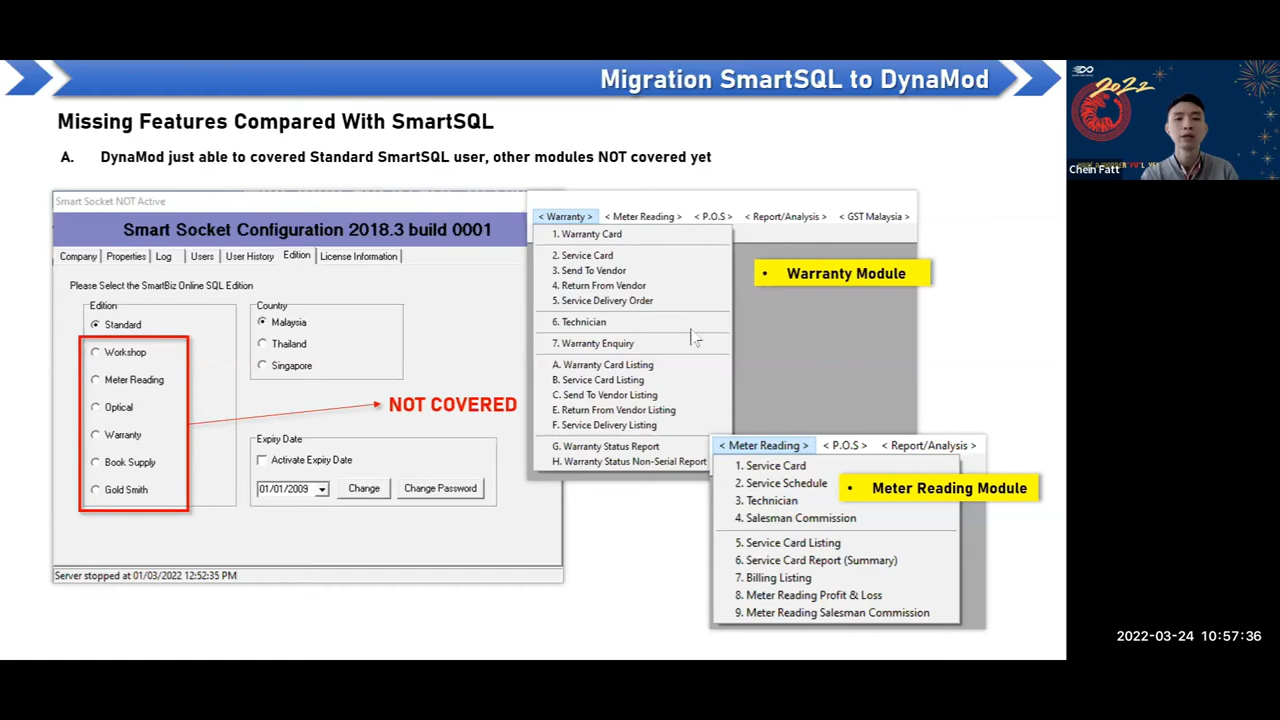 Migration SmartSQL to DynaMod
2022
Chein Fatt
Missing Features Compared With SmartSQL
A. DynaMod just able to covered Standard SmartSQL user, other modules NOT covered yet
Smart Socket NOT Active
Smart Socket Configuration 2018.3 build 0001
Company Properties Log Users User History Edition License Information
Please Select the SmartBiz Online SQL Edition
Edition
Standard
Workshop
Meter Reading
Optical
Warranty
Book Supply
Gold Smith
Country
Malaysia
Thailand
Singapore
NOT COVERED
Expiry Date
Activate Expiry Date
01/01/2009 Change Change Password
Server stopped at 01/03/2022 12:52:35 PM
< Warranty > < Meter Reading > < P.O.S > < Report/Analysis > < GST Malaysia >
1. Warranty Card
2. Service Card
3. Send To Vendor
4. Return From Vendor
5. Service Delivery Order
6. Technician
7. Warranty Enquiry
A. Warranty Card Listing
B. Service Card Listing
C. Send To Vendor Listing
E. Return From Vendor Listing
F. Service Delivery Listing
G. Warranty Status Report
H. Warranty Status Non-Serial Report
• Warranty Module
< Meter Reading > < P.O.S > < Report/Analysis >
1. Service Card
2. Service Schedule
3. Technician
4. Salesman Commission
5. Service Card Listing
6. Service Card Report (Summary)
7. Billing Listing
8. Meter Reading Profit & Loss
9. Meter Reading Salesman Commission
• Meter Reading Module
2022-03-24 10:57:36